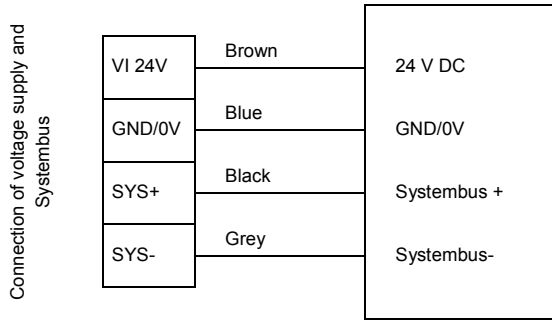 Connection of voltage supply and
Systembus
VI 24V
Brown
24 V DC
GND/0V
Blue
GND/0V
SYS+
Black
Systembus +
SYS-
Grey
Systembus-